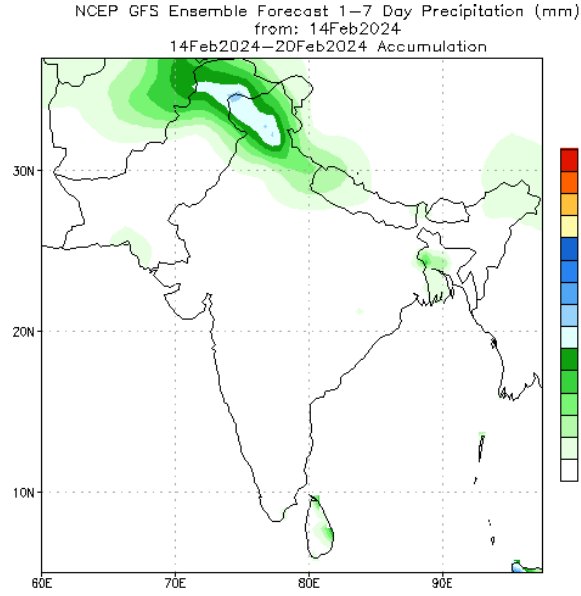 NCEP GFS Ensemble Forecast 1-7 Day Precipitation (mm)
from: 14Feb2024
14Feb2024-20Feb2024 Accumulation
30N
20N
10N
60E 70E 80E 90E